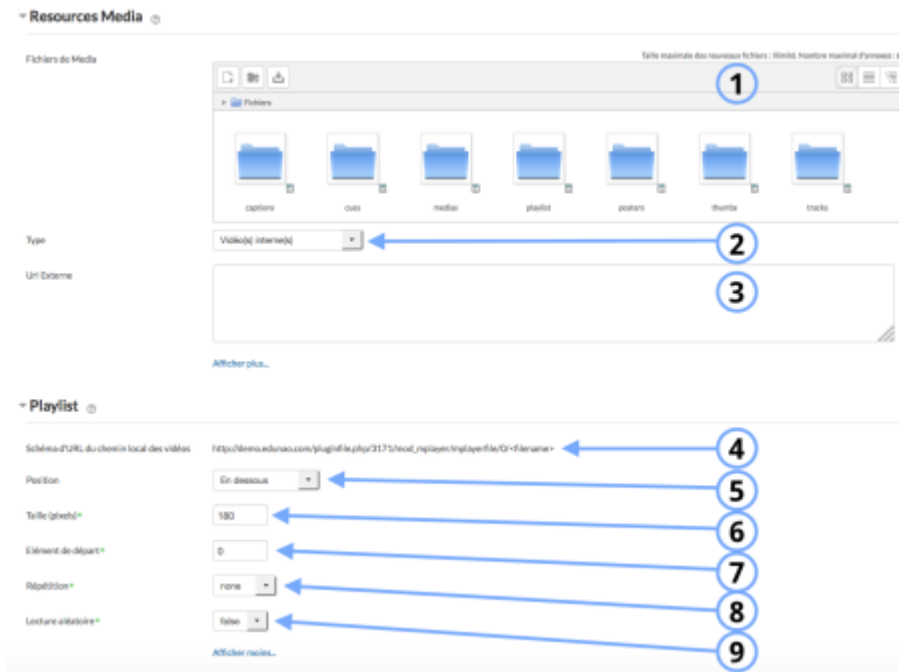 Resources Media
Fichiers de Media
Taille maximale des nouveaux fichiers : Illimité. Nombre maximal d'annexes :
1
Fichiers
captions cues medias playlist posters thumbs tracks
Type Vidéo(s) interne(s) 2
Url Externe 3
Afficher plus...
Playlist
Schéma d'URL du chemin local des vidéos http://demo.edunao.com/pluginfile.php/3171/mod_mplayer/mplayerfile/0/<filename> 4
Position En dessous 5
Taille (pixels)* 180 6
Elément de départ* 0 7
Répétition* none 8
Lecture aléatoire* false 9
Afficher moins...